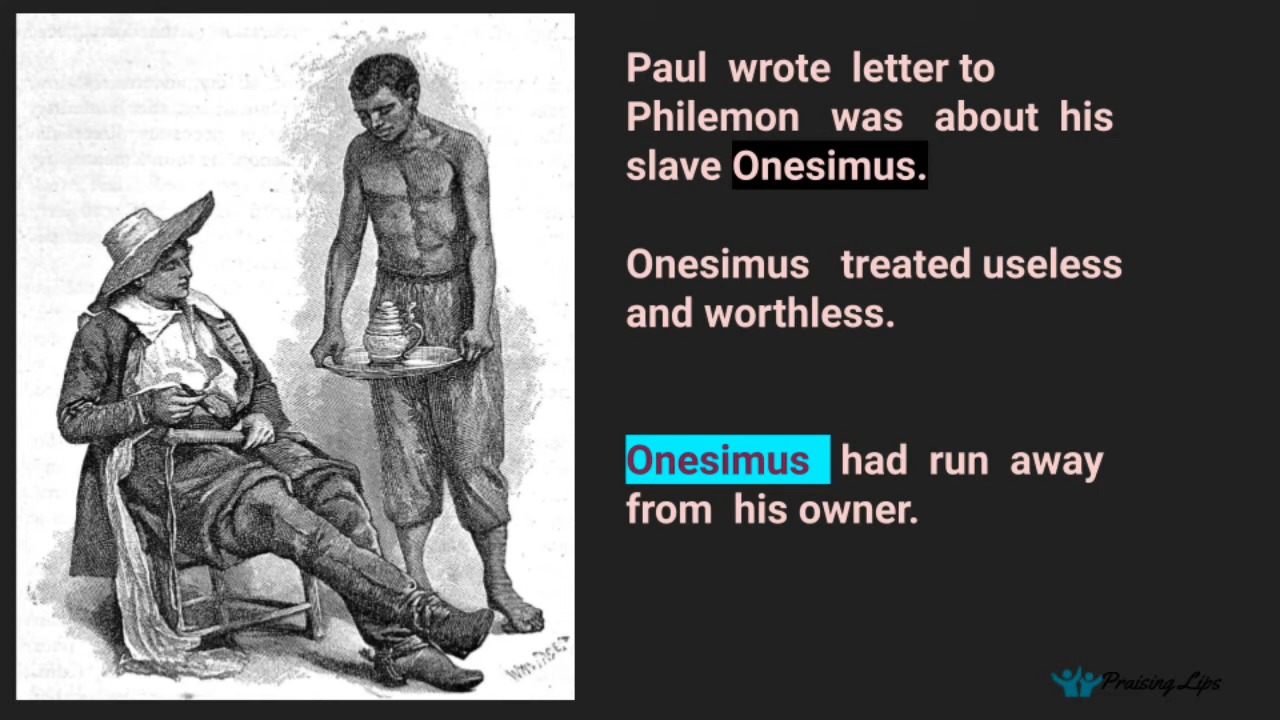 Paul wrote letter to
Philemon was about his
slave Onesimus.
Onesimus treated useless
and worthless.
Onesimus had run away
from his owner.
Praising Lips